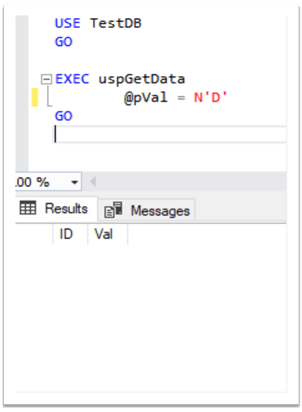 USE TestDB
GO
EXEC uspGetData
@pVal = N'D'
GO
.00 %
Results Messages
ID Val